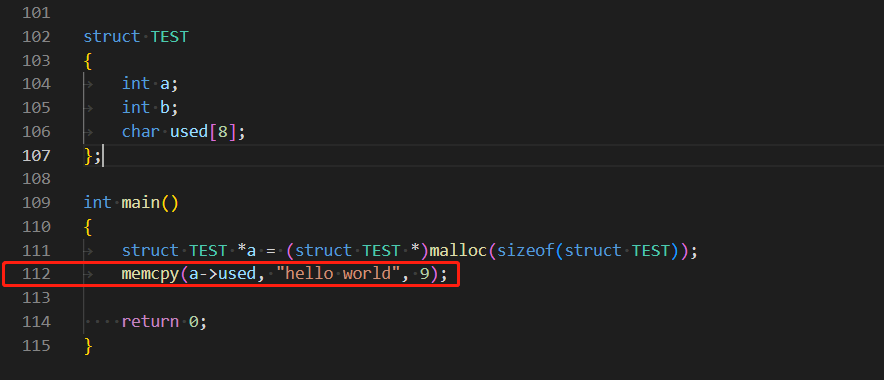 101
102 struct TEST
103 {
104 int a;
105 int b;
106 char used[8];
107 };
108
109 int main()
110 {
111 struct TEST *a = (struct TEST *)malloc(sizeof(struct TEST));
112 memcpy(a->used, "hello world", 9);
113
114 return 0;
115 }